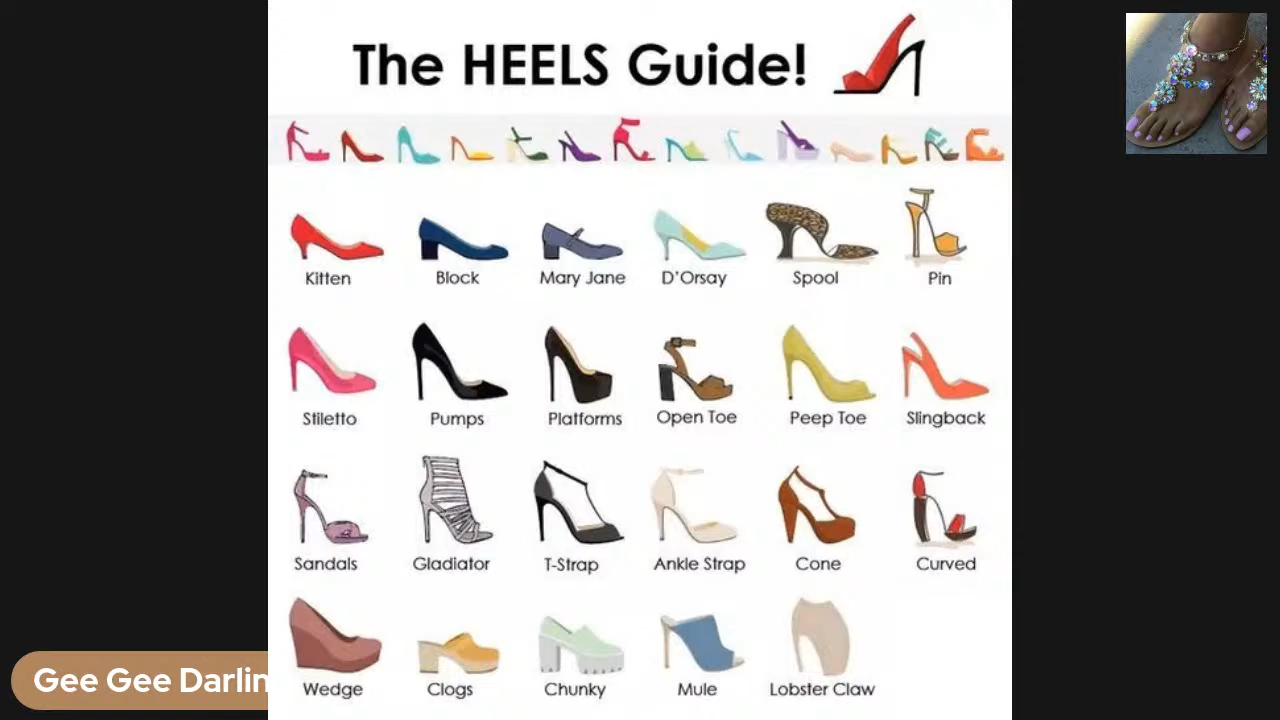 The HEELS Guide!
Kitten Block Mary Jane D'Orsay Spool Pin
Stiletto Pumps Platforms Open Toe Peep Toe Slingback
Sandals Gladiator T-Strap Ankle Strap Cone Curved
Wedge Clogs Chunky Mule Lobster Claw
Gee Gee Darlin